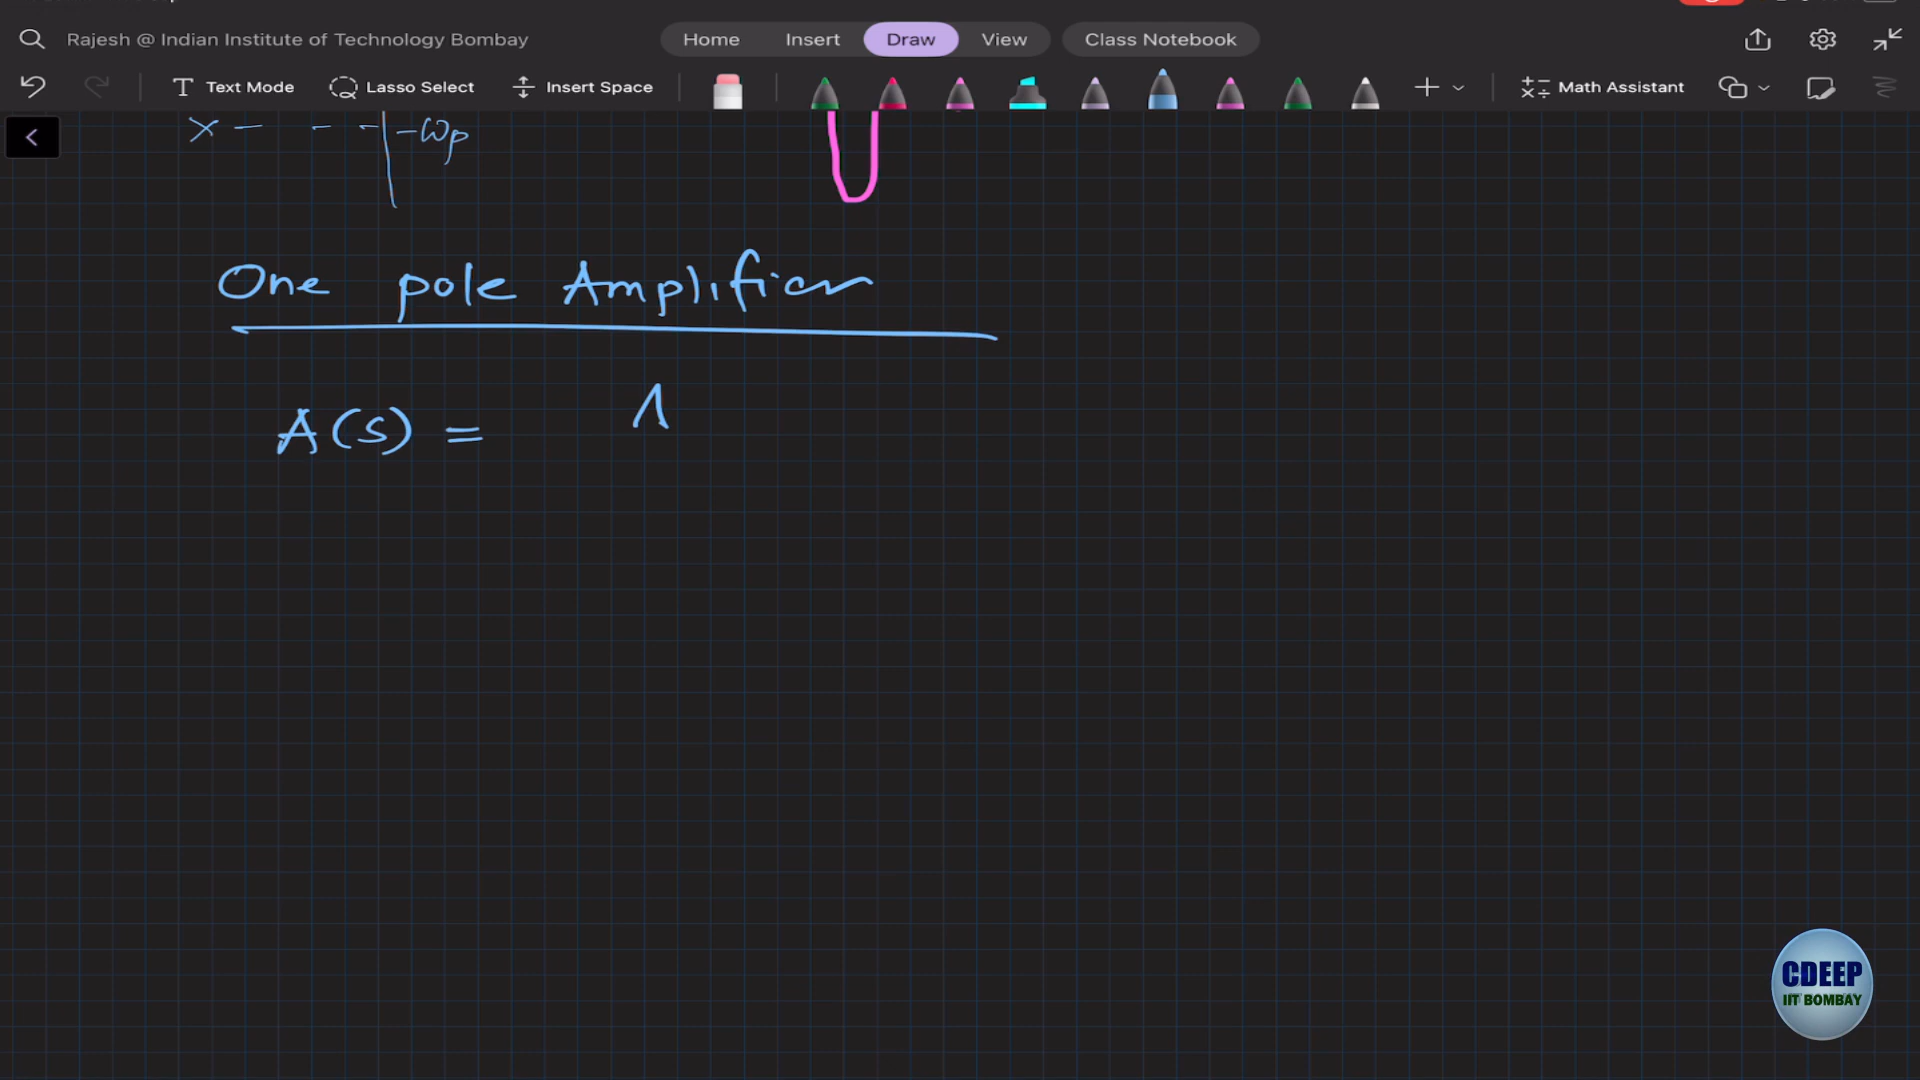 Rajesh @ Indian Institute of Technology Bombay
Home Insert Draw View Class Notebook
Text Mode Lasso Select Insert Space Math Assistant
x - - - -ωp
One pole Amplifier
A(s) =
CDEEP
IIT BOMBAY